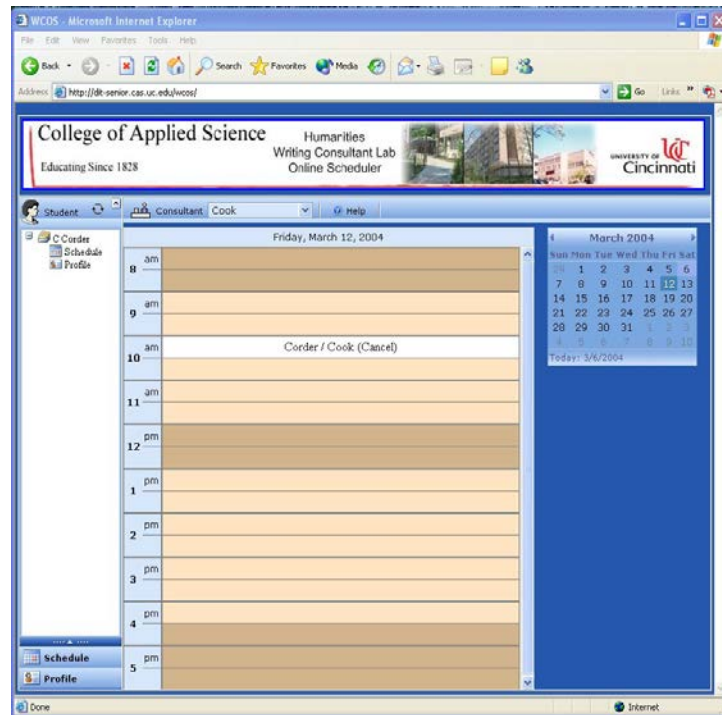 WCOS - Microsoft Internet Explorer
File Edit View Favorites Tools Help
Back Search Favorites Media
Address http://dit-senior.cas.uc.edu/wcos/ Go Links »
College of Applied Science
Educating Since 1828
Humanities
Writing Consultant Lab
Online Scheduler
UNIVERSITY OF
Cincinnati
Student
Consultant Cook Help
C Corder
Schedule
Profile
Friday, March 12, 2004
8 am
9 am
10 am Corder / Cook (Cancel)
11 am
12 pm
1 pm
2 pm
3 pm
4 pm
5 pm
March 2004
Sun Mon Tue Wed Thu Fri Sat
29 1 2 3 4 5 6
7 8 9 10 11 12 13
14 15 16 17 18 19 20
21 22 23 24 25 26 27
28 29 30 31 1 2 3
4 5 6 7 8 9 10
Today: 3/6/2004
Schedule
Profile
Done Internet